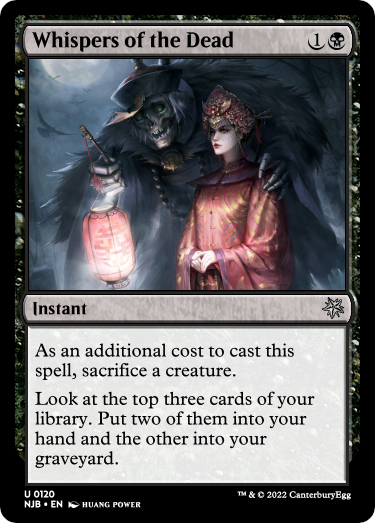 Whispers of the Dead 1
Instant
As an additional cost to cast this
spell, sacrifice a creature.
Look at the top three cards of your
library. Put two of them into your
hand and the other into your
graveyard.
U 0120
NJB • EN HUANG POWER
™ & © 2022 CanterburyEgg